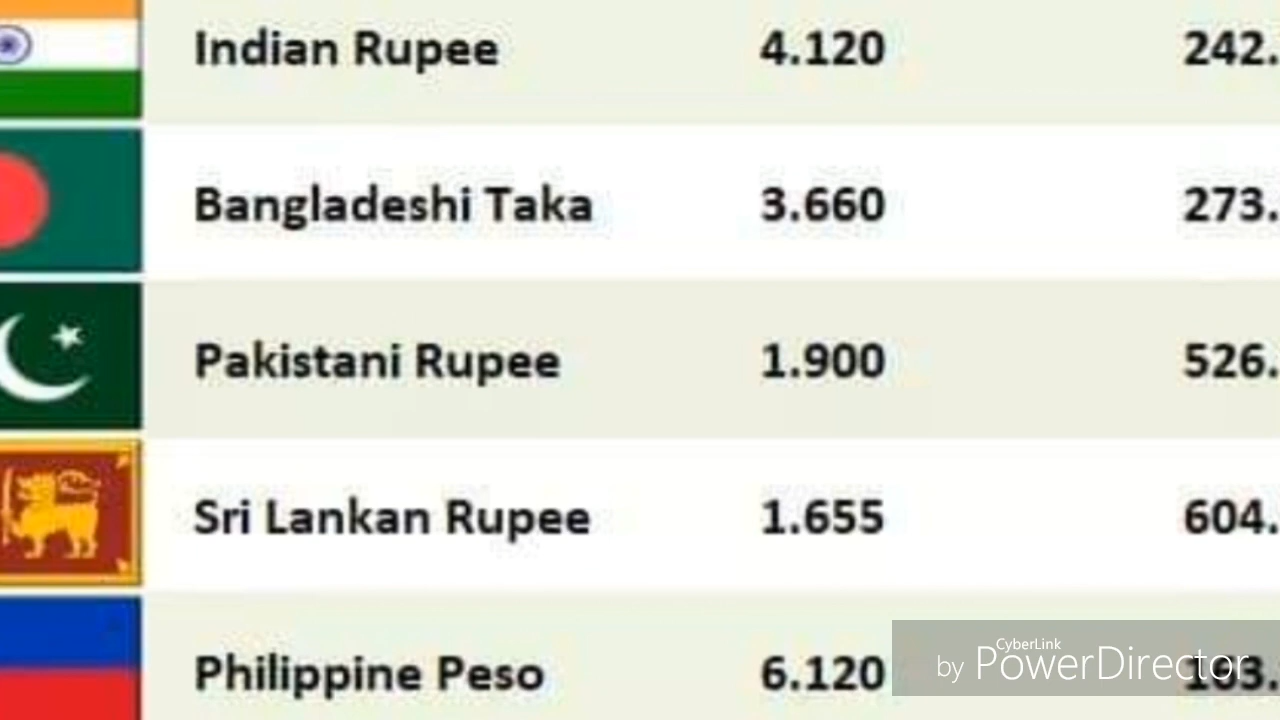 Indian Rupee 4.120 242.
Bangladeshi Taka 3.660 273.
Pakistani Rupee 1.900 526.
Sri Lankan Rupee 1.655 604.
Philippine Peso 6.120 163.
CyberLink
by PowerDirector